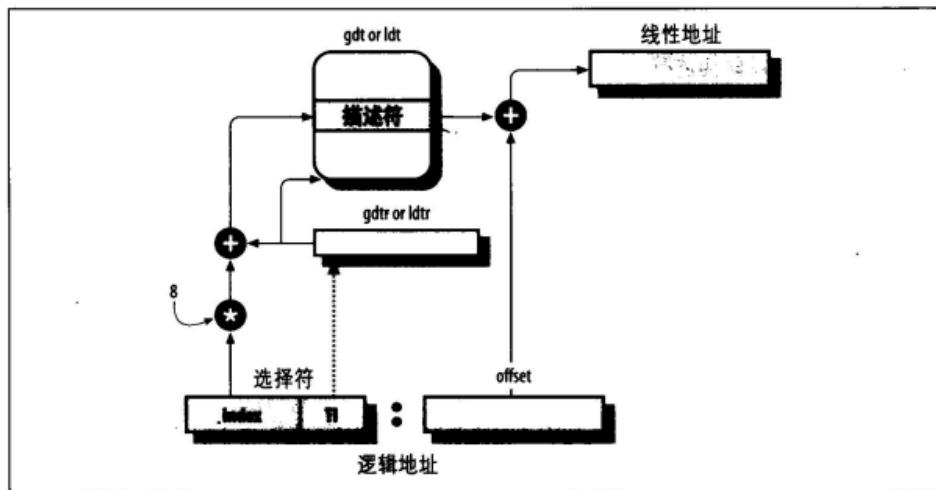 gdt or ldt
线性地址
描述符
+
gdtr or ldtr
+
8
*
选择符
offset
index
TI
:
逻辑地址